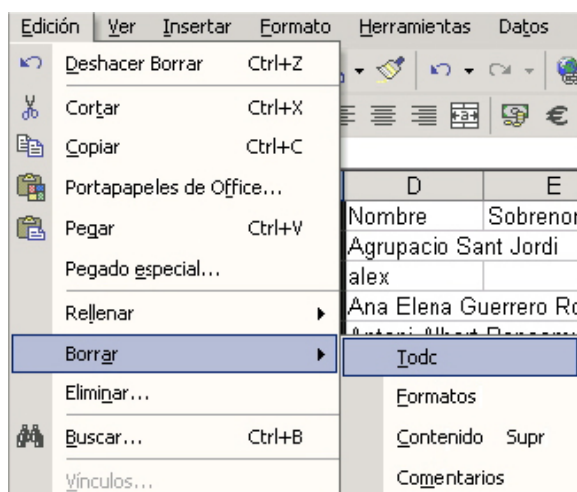 Edición Ver Insertar Formato Herramientas Datos
Deshacer Borrar Ctrl+Z
Cortar Ctrl+X
Copiar Ctrl+C
Portapapeles de Office...
Pegar Ctrl+V
Pegado especial...
Rellenar
Borrar
Eliminar...
Buscar... Ctrl+B
Vínculos...
€
D E
Nombre Sobrenor
Agrupacio Sant Jordi
alex
Ana Elena Guerrero Ro
Todc
Formatos
Contenido Supr
Comentarios